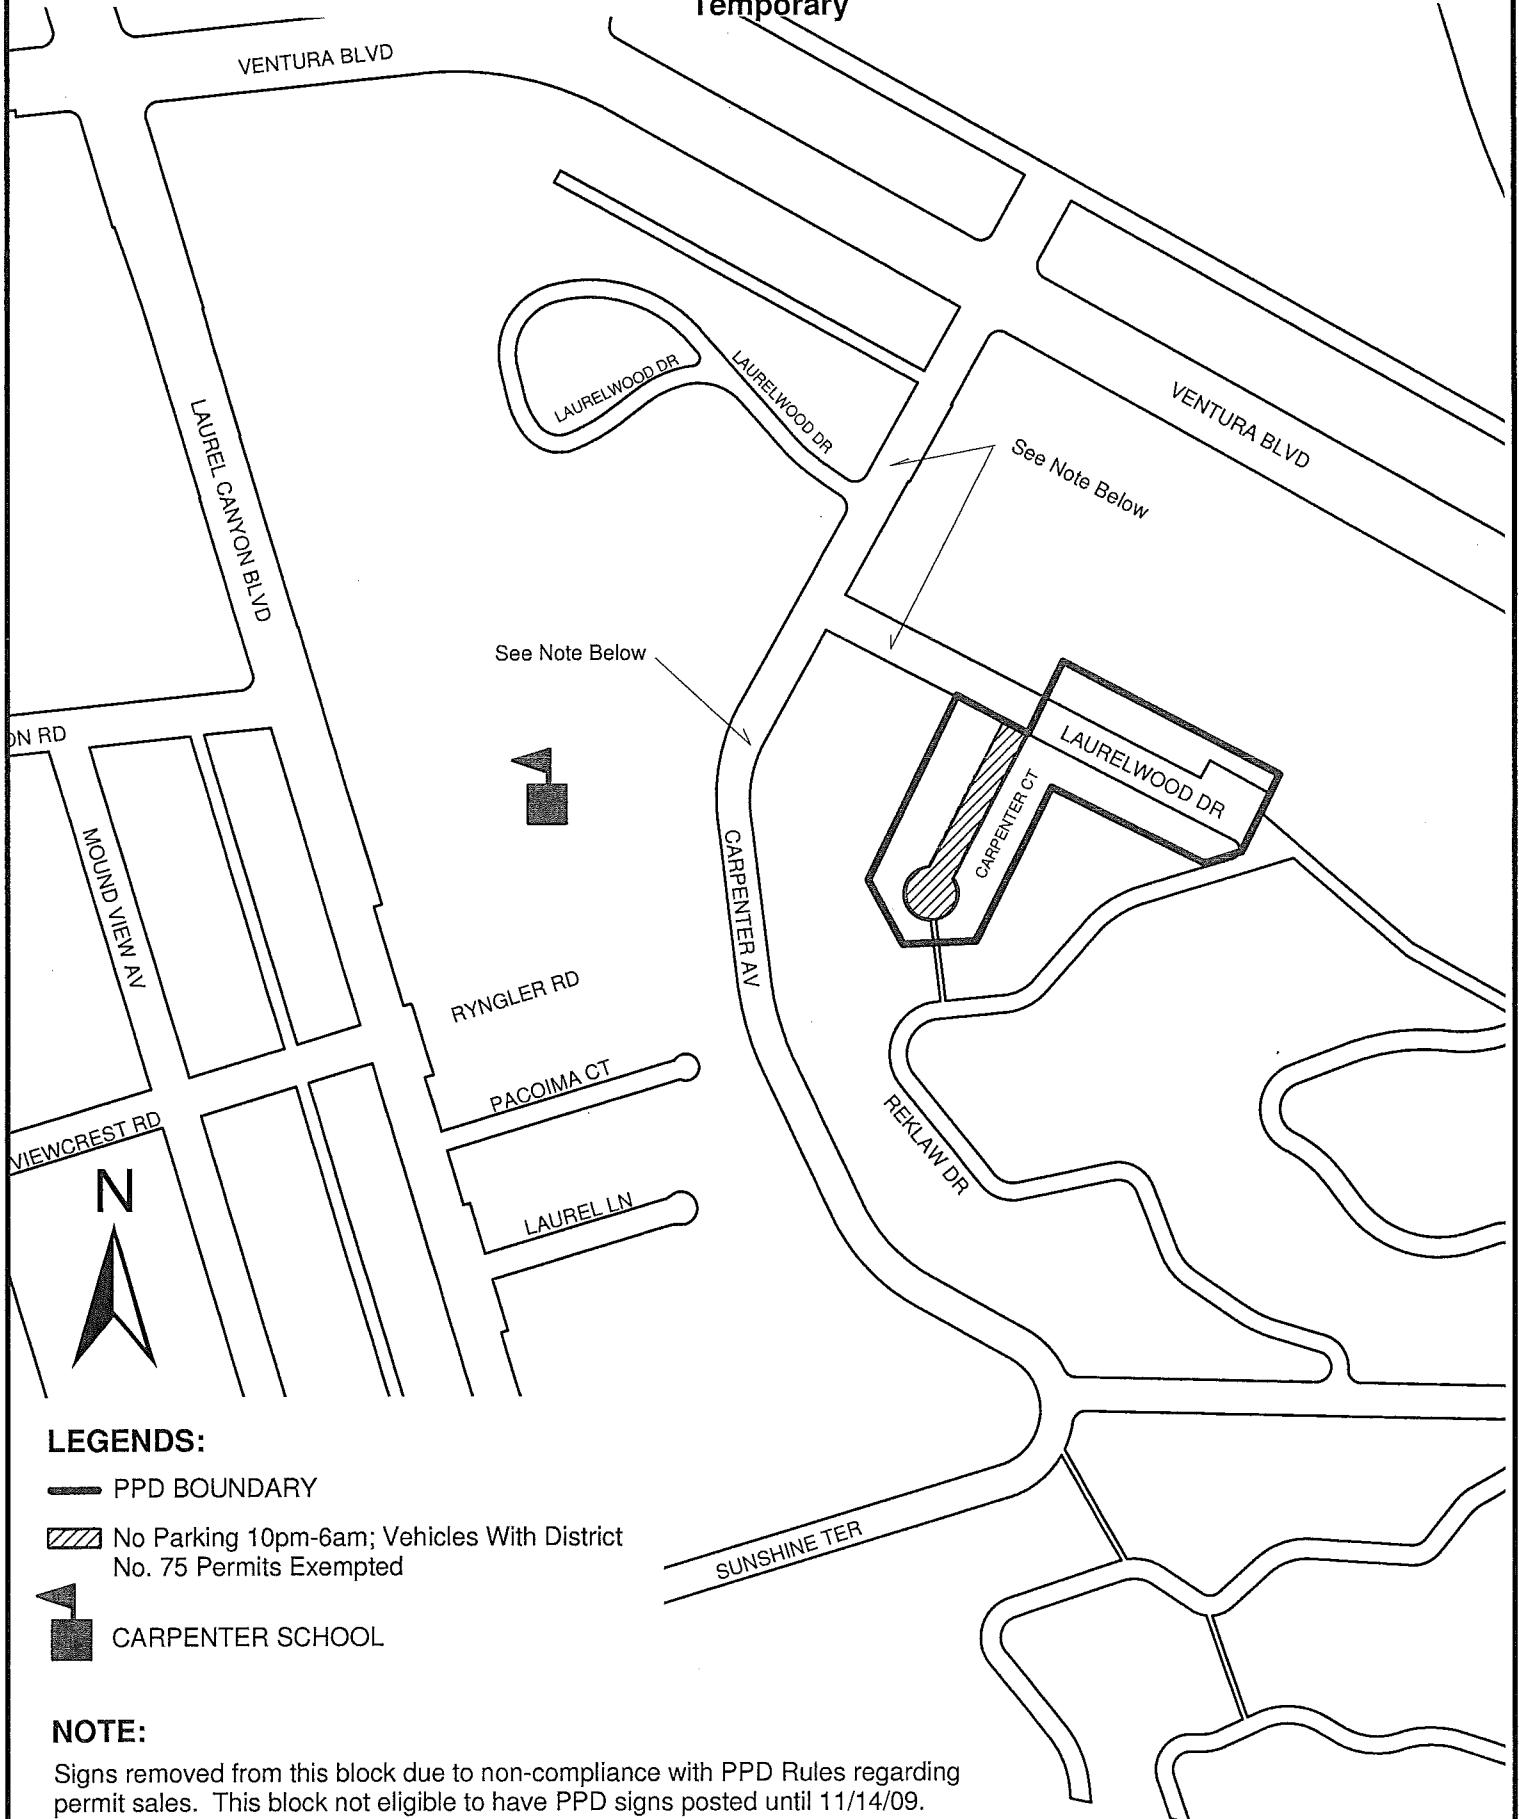 Temporary
VENTURA BLVD
LAURELWOOD DR
LAURELWOOD DR
VENTURA BLVD
LAUREL CANYON BLVD
See Note Below
See Note Below
ON RD
LAURELWOOD DR
CARPENTER CT
MOUND VIEW AV
CARPENTER AV
RYNGLER RD
PACOIMA CT
REKLAW DR
VIEWCREST RD
N
LAUREL LN
SUNSHINE TER
LEGENDS:
PPD BOUNDARY
No Parking 10pm-6am; Vehicles With District
No. 75 Permits Exempted
CARPENTER SCHOOL
NOTE:
Signs removed from this block due to non-compliance with PPD Rules regarding
permit sales. This block not eligible to have PPD signs posted until 11/14/09.